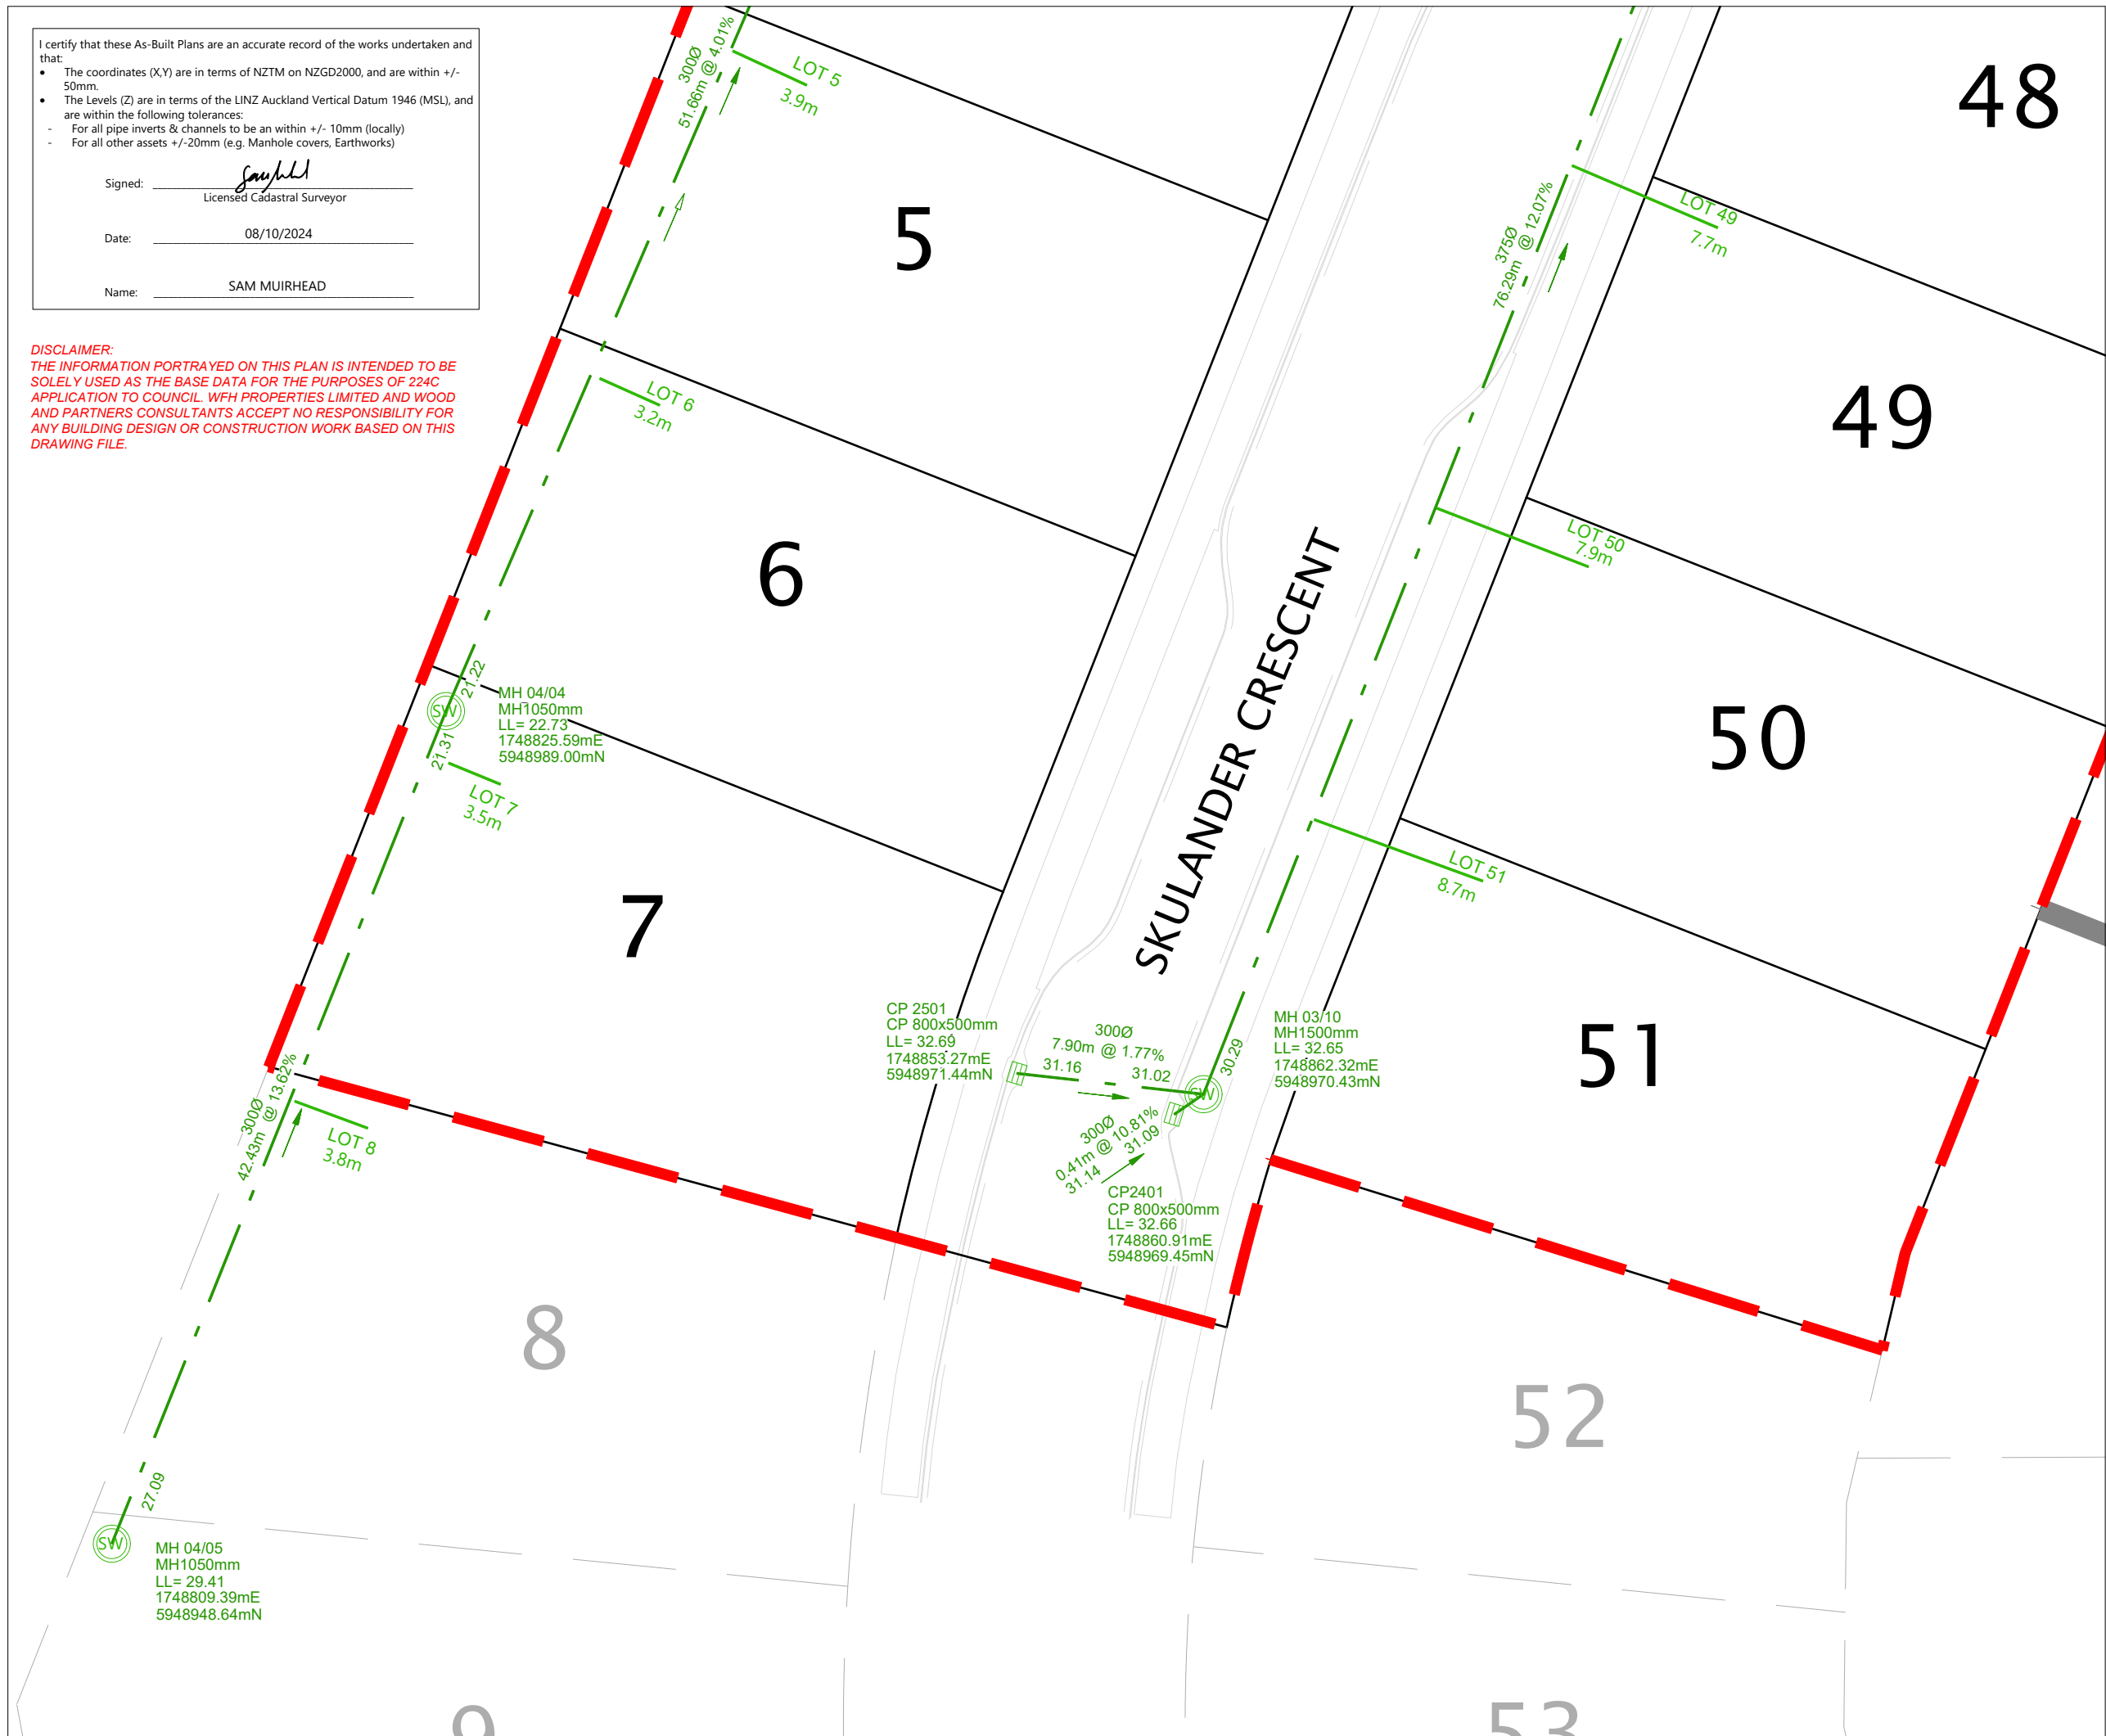 I certify that these As-Built Plans are an accurate record of the works undertaken and
that:
• The coordinates (X,Y) are in terms of NZTM on NZGD2000, and are within +/-
50mm.
• The Levels (Z) are in terms of the LINZ Auckland Vertical Datum 1946 (MSL), and
are within the following tolerances:
- For all pipe inverts & channels to be an within +/- 10mm (locally)
- For all other assets +/-20mm (e.g. Manhole covers, Earthworks)
Signed:
Licensed Cadastral Surveyor
Date: 08/10/2024
Name: SAM MUIRHEAD
DISCLAIMER:
THE INFORMATION PORTRAYED ON THIS PLAN IS INTENDED TO BE
SOLELY USED AS THE BASE DATA FOR THE PURPOSES OF 224C
APPLICATION TO COUNCIL. WFH PROPERTIES LIMITED AND WOOD
AND PARTNERS CONSULTANTS ACCEPT NO RESPONSIBILITY FOR
ANY BUILDING DESIGN OR CONSTRUCTION WORK BASED ON THIS
DRAWING FILE.
300Ø
51.66m @ 4.01%
LOT 5
3.9m
5
48
375Ø
76.29m @ 12.07%
LOT 49
7.7m
49
LOT 6
3.2m
6
LOT 50
7.9m
50
SKULANDER CRESCENT
21.22
SW
21.31
MH 04/04
MH1050mm
LL= 22.73
1748825.59mE
5948989.00mN
LOT 7
3.5m
7
LOT 51
8.7m
51
CP 2501
CP 800x500mm
LL= 32.69
1748853.27mE
5948971.44mN
300Ø
7.90m @ 1.77%
31.16
31.02
30.29
SW
MH 03/10
MH1500mm
LL= 32.65
1748862.32mE
5948970.43mN
300Ø
0.41m @ 10.81%
31.14
31.09
CP2401
CP 800x500mm
LL= 32.66
1748860.91mE
5948969.45mN
300Ø
42.43m @ 13.62%
LOT 8
3.8m
8
52
27.09
SW
MH 04/05
MH1050mm
LL= 29.41
1748809.39mE
5948948.64mN
9
53